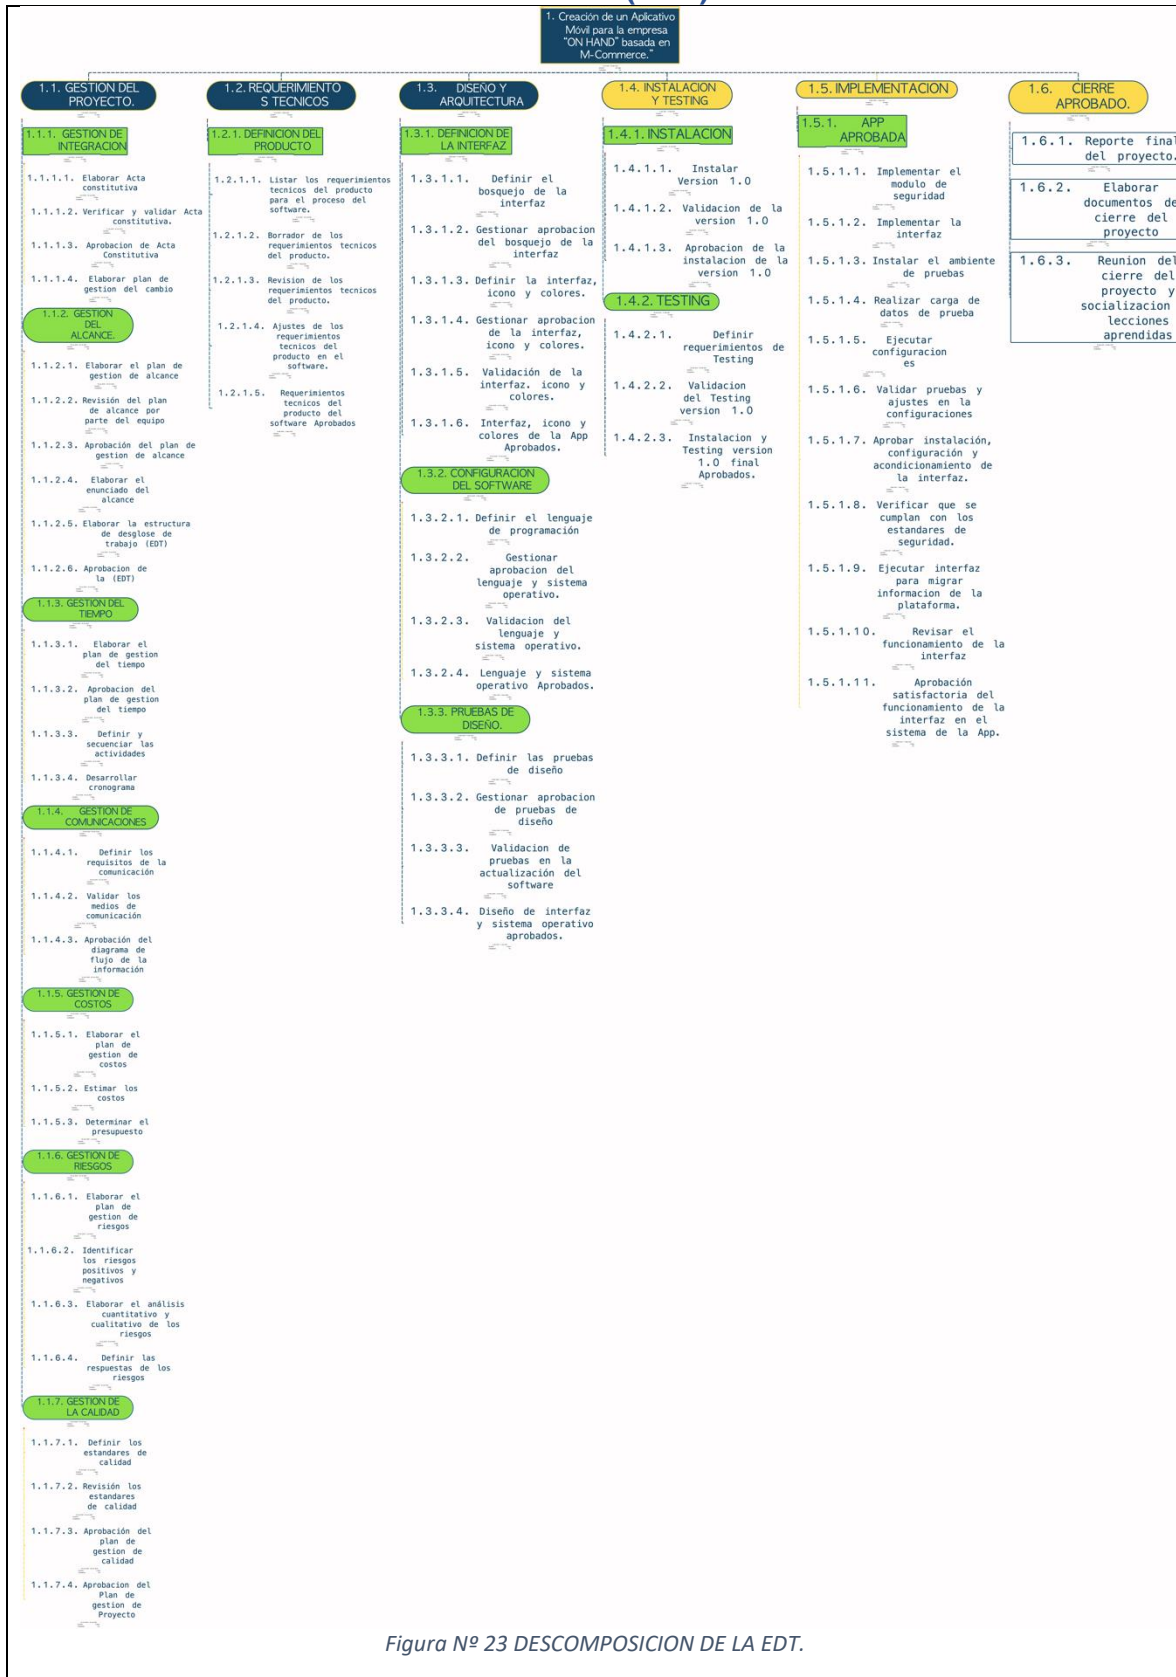 1. Creación de un Aplicativo
Móvil para la empresa
"ON HAND" basada en
M-Commerce."
1.1. GESTION DEL
PROYECTO.
1.1.1. GESTION DE
INTEGRACION
1.1.1.1. Elaborar Acta
constitutiva
1.1.1.2. Verificar y validar Acta
constitutiva.
1.1.1.3. Aprobacion de Acta
Constitutiva
1.1.1.4. Elaborar plan de
gestion del cambio
1.1.2. GESTION
DEL
ALCANCE.
1.1.2.1. Elaborar el plan de
gestion de alcance
1.1.2.2. Revisión del plan
de alcance por
parte del equipo
1.1.2.3. Aprobación del plan de
gestion de alcance
1.1.2.4. Elaborar el
enunciado del
alcance
1.1.2.5. Elaborar la estructura
de desglose de
trabajo (EDT)
1.1.2.6. Aprobacion de
la (EDT)
1.1.3. GESTION DEL
TIEMPO
1.1.3.1. Elaborar el
plan de gestion
del tiempo
1.1.3.2. Aprobacion del
plan de gestion
del tiempo
1.1.3.3. Definir y
secuenciar las
actividades
1.1.3.4. Desarrollar
cronograma
1.1.4. GESTION DE
COMUNICACIONES
1.1.4.1. Definir los
requisitos de la
comunicación
1.1.4.2. Validar los
medios de
comunicación
1.1.4.3. Aprobación del
diagrama de
flujo de la
información
1.1.5. GESTION DE
COSTOS
1.1.5.1. Elaborar el
plan de
gestion de
costos
1.1.5.2. Estimar los
costos
1.1.5.3. Determinar el
presupuesto
1.1.6. GESTION DE
RIESGOS
1.1.6.1. Elaborar el
plan de
gestion de
riesgos
1.1.6.2. Identificar
los riesgos
positivos y
negativos
1.1.6.3. Elaborar el análisis
cuantitativo y
cualitativo de los
riesgos
1.1.6.4. Definir las
respuestas de los
riesgos
1.1.7. GESTION DE
LA CALIDAD
1.1.7.1. Definir los
estandares de
calidad
1.1.7.2. Revisión los
estandares
de calidad
1.1.7.3. Aprobación del
plan de
gestion de
calidad
1.1.7.4. Aprobacion del
Plan de
gestion de
Proyecto
1.2. REQUERIMIENTO
S TECNICOS
1.2.1. DEFINICION DEL
PRODUCTO
1.2.1.1. Listar los requerimientos
tecnicos del producto
para el proceso del
software.
1.2.1.2. Borrador de los
requerimientos tecnicos
del producto.
1.2.1.3. Revision de los
requerimientos tecnicos
del producto.
1.2.1.4. Ajustes de los
requerimientos
tecnicos del
producto en el
software.
1.2.1.5. Requerimientos
tecnicos del
producto del
software Aprobados
1.3. DISEÑO Y
ARQUITECTURA
1.3.1. DEFINICION DE
LA INTERFAZ
1.3.1.1. Definir el
bosquejo de la
interfaz
1.3.1.2. Gestionar aprobacion
del bosquejo de la
interfaz
1.3.1.3. Definir la interfaz,
icono y colores.
1.3.1.4. Gestionar aprobacion
de la interfaz,
icono y colores.
1.3.1.5. Validación de la
interfaz. icono y
colores.
1.3.1.6. Interfaz, icono y
colores de la App
Aprobados.
1.3.2. CONFIGURACION
DEL SOFTWARE
1.3.2.1. Definir el lenguaje
de programación
1.3.2.2. Gestionar
aprobacion del
lenguaje y sistema
operativo.
1.3.2.3. Validacion del
lenguaje y
sistema operativo.
1.3.2.4. Lenguaje y sistema
operativo Aprobados.
1.3.3. PRUEBAS DE
DISEÑO.
1.3.3.1. Definir las pruebas
de diseño
1.3.3.2. Gestionar aprobacion
de pruebas de
diseño
1.3.3.3. Validacion de
pruebas en la
actualización del
software
1.3.3.4. Diseño de interfaz
y sistema operativo
aprobados.
1.4. INSTALACION
Y TESTING
1.4.1. INSTALACION
1.4.1.1. Instalar
Version 1.0
1.4.1.2. Validacion de la
version 1.0
1.4.1.3. Aprobacion de la
instalacion de la
version 1.0
1.4.2. TESTING
1.4.2.1. Definir
requerimientos de
Testing
1.4.2.2. Validacion
del Testing
version 1.0
1.4.2.3. Instalacion y
Testing version
1.0 final
Aprobados.
1.5. IMPLEMENTACION
1.5.1. APP
APROBADA
1.5.1.1. Implementar el
modulo de
seguridad
1.5.1.2. Implementar la
interfaz
1.5.1.3. Instalar el ambiente
de pruebas
1.5.1.4. Realizar carga de
datos de prueba
1.5.1.5. Ejecutar
configuracion
es
1.5.1.6. Validar pruebas y
ajustes en la
configuraciones
1.5.1.7. Aprobar instalación,
configuración y
acondicionamiento de
la interfaz.
1.5.1.8. Verificar que se
cumplan con los
estandares de
seguridad.
1.5.1.9. Ejecutar interfaz
para migrar
informacion de la
plataforma.
1.5.1.10. Revisar el
funcionamiento de la
interfaz
1.5.1.11. Aprobación
satisfactoria del
funcionamiento de la
interfaz en el
sistema de la App.
1.6. CIERRE
APROBADO.
1.6.1. Reporte final
del proyecto.
1.6.2. Elaborar
documentos de
cierre del
proyecto
1.6.3. Reunion del
cierre del
proyecto y
socializacion
lecciones
aprendidas
Figura Nº 23 DESCOMPOSICION DE LA EDT.